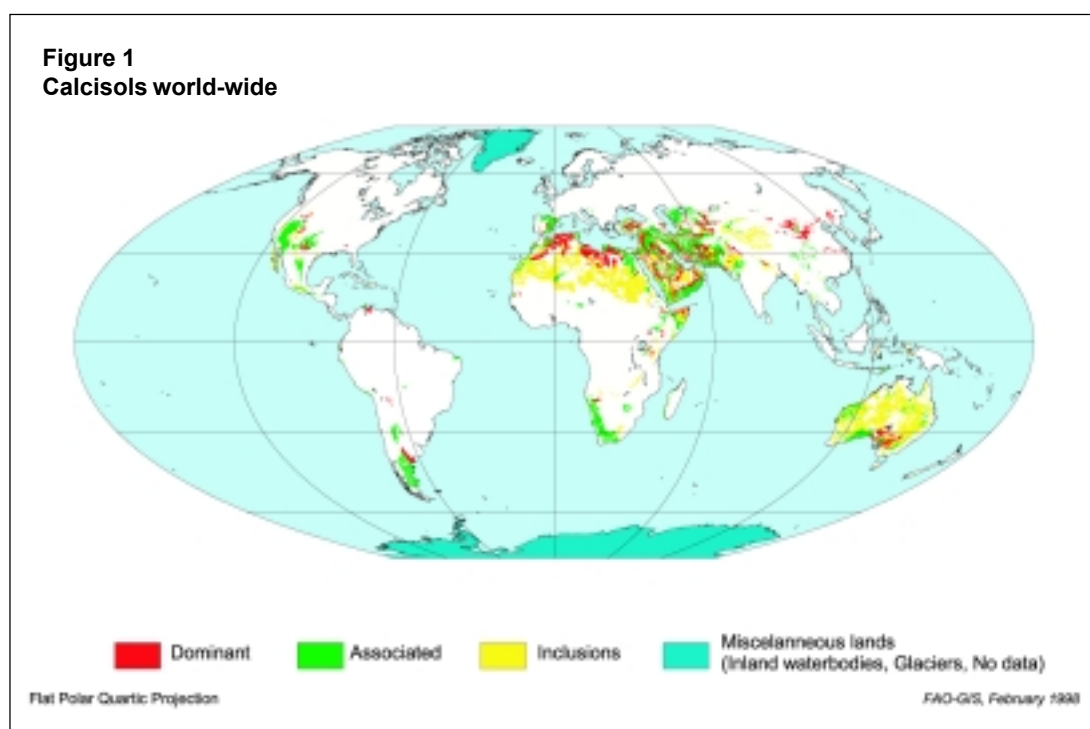 Figure 1
Calcisols world-wide
Dominant
Associated
Inclusions
Miscelanneous lands
(Inland waterbodies, Glaciers, No data)
Flat Polar Quartic Projection
FAO-GIS, February 1998